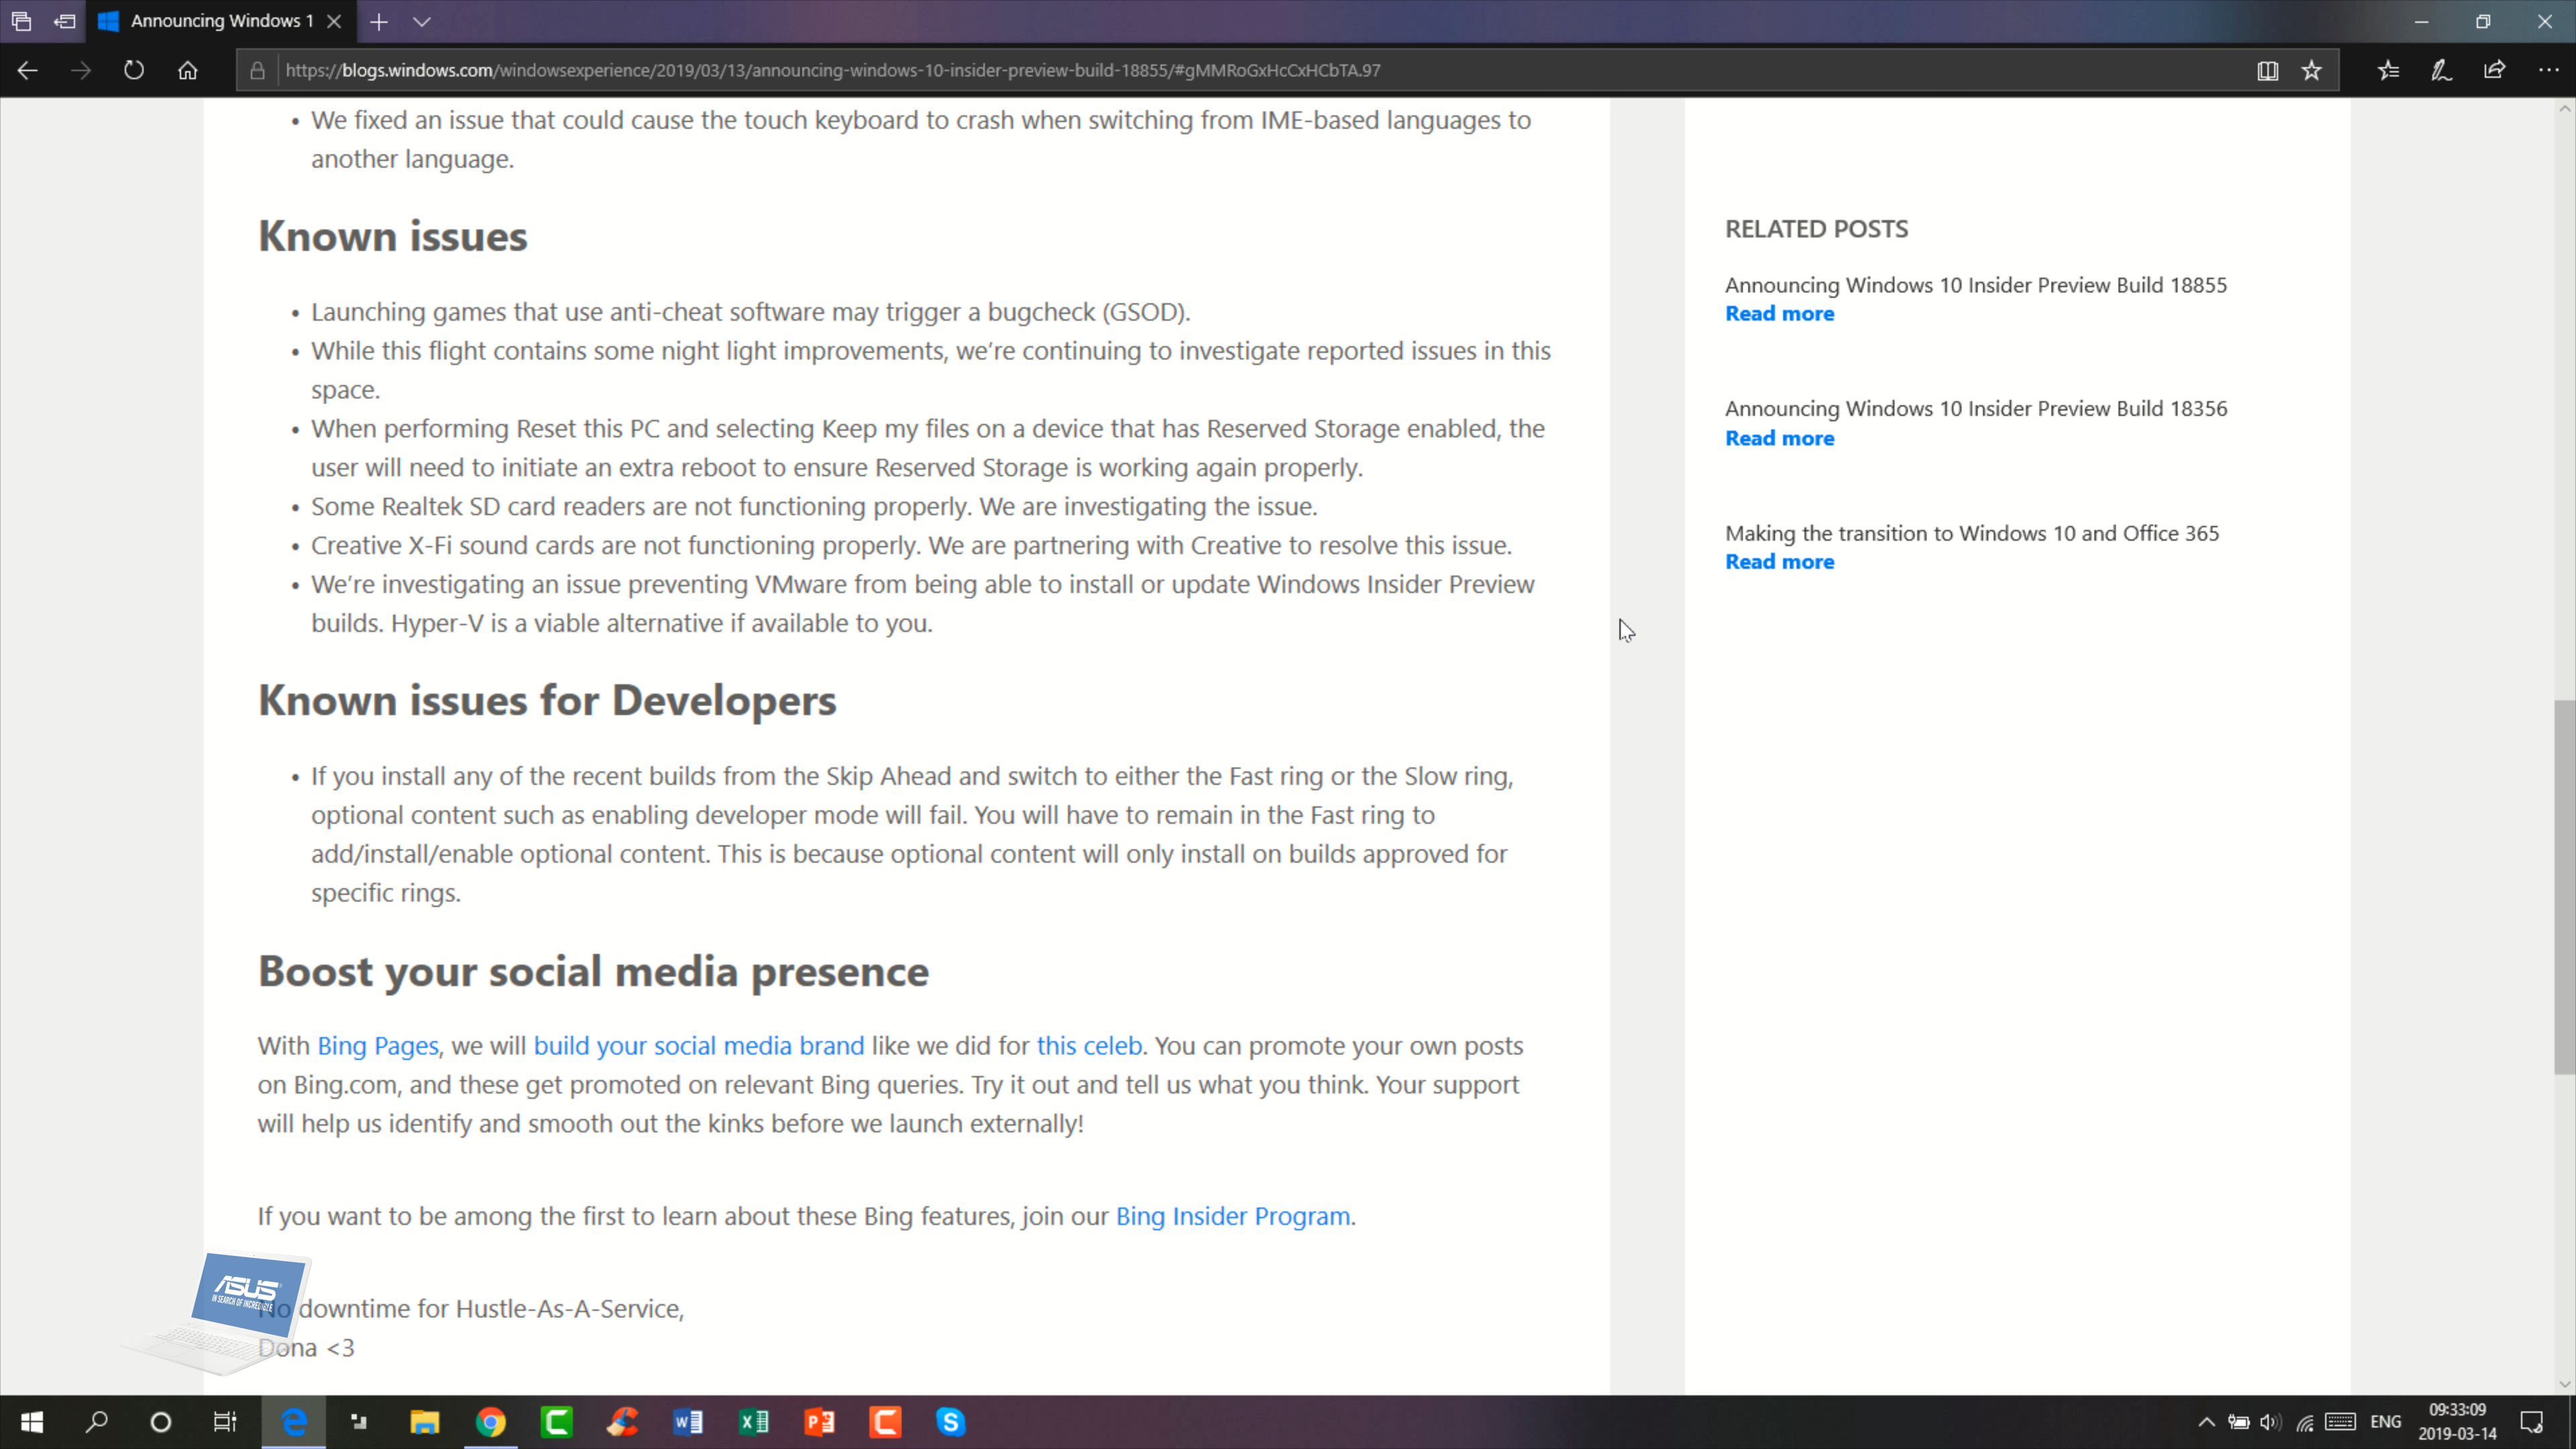 Announcing Windows 1
https://blogs.windows.com/windowsexperience/2019/03/13/announcing-windows-10-insider-preview-build-18855/#gMMRoGxHcCxHCbTA.97
• We fixed an issue that could cause the touch keyboard to crash when switching from IME-based languages to
another language.
Known issues
• Launching games that use anti-cheat software may trigger a bugcheck (GSOD).
• While this flight contains some night light improvements, we’re continuing to investigate reported issues in this
space.
• When performing Reset this PC and selecting Keep my files on a device that has Reserved Storage enabled, the
user will need to initiate an extra reboot to ensure Reserved Storage is working again properly.
• Some Realtek SD card readers are not functioning properly. We are investigating the issue.
• Creative X-Fi sound cards are not functioning properly. We are partnering with Creative to resolve this issue.
• We’re investigating an issue preventing VMware from being able to install or update Windows Insider Preview
builds. Hyper-V is a viable alternative if available to you.
Known issues for Developers
• If you install any of the recent builds from the Skip Ahead and switch to either the Fast ring or the Slow ring,
optional content such as enabling developer mode will fail. You will have to remain in the Fast ring to
add/install/enable optional content. This is because optional content will only install on builds approved for
specific rings.
Boost your social media presence
With Bing Pages, we will build your social media brand like we did for this celeb. You can promote your own posts
on Bing.com, and these get promoted on relevant Bing queries. Try it out and tell us what you think. Your support
will help us identify and smooth out the kinks before we launch externally!
If you want to be among the first to learn about these Bing features, join our Bing Insider Program.
No downtime for Hustle-As-A-Service,
Dona <3
RELATED POSTS
Announcing Windows 10 Insider Preview Build 18855
Read more
Announcing Windows 10 Insider Preview Build 18356
Read more
Making the transition to Windows 10 and Office 365
Read more
ASUS
IN SEARCH OF INCREDIBLE
ENG
09:33:09
2019-03-14